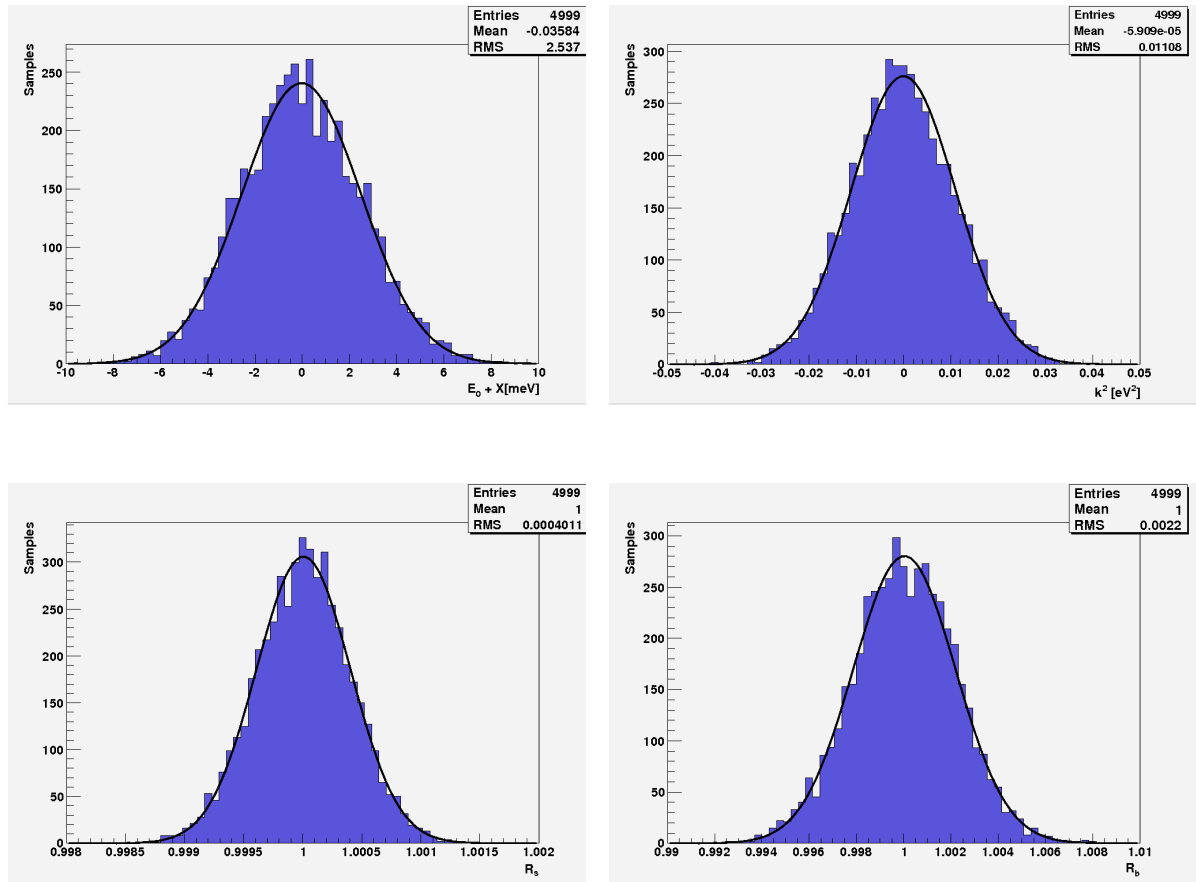 Entries 4999
Mean -0.03584
RMS 2.537
Samples
250
200
150
100
50
0
-10 -8 -6 -4 -2 0 2 4 6 8 10
E₀ + X[meV]
Entries 4999
Mean -5.909e-05
RMS 0.01108
Samples
300
250
200
150
100
50
0
-0.05 -0.04 -0.03 -0.02 -0.01 0 0.01 0.02 0.03 0.04 0.05
k² [eV²]
Entries 4999
Mean 1
RMS 0.0004011
Samples
300
250
200
150
100
50
0
0.998 0.9985 0.999 0.9995 1 1.0005 1.001 1.0015 1.002
Rₛ
Entries 4999
Mean 1
RMS 0.0022
Samples
300
250
200
150
100
50
0
0.99 0.992 0.994 0.996 0.998 1 1.002 1.004 1.006 1.008 1.01
R_b